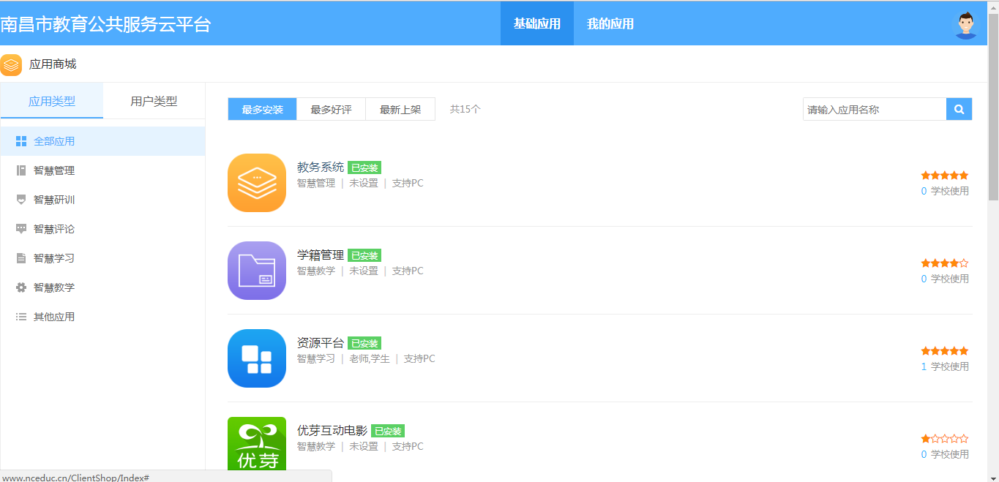 南昌市教育公共服务云平台
基础应用
我的应用
应用商城
应用类型
用户类型
最多安装
最多好评
最新上架
共15个
请输入应用名称
全部应用
智慧管理
智慧研训
智慧评论
智慧学习
智慧教学
其他应用
教务系统 已安装
智慧管理 | 未设置 | 支持PC
0 学校使用
学籍管理 已安装
智慧教学 | 未设置 | 支持PC
0 学校使用
资源平台 已安装
智慧学习 | 老师,学生 | 支持PC
1 学校使用
优芽
优芽互动电影 已安装
智慧教学 | 未设置 | 支持PC
0 学校使用
www.nceduc.cn/ClientShop/Index#